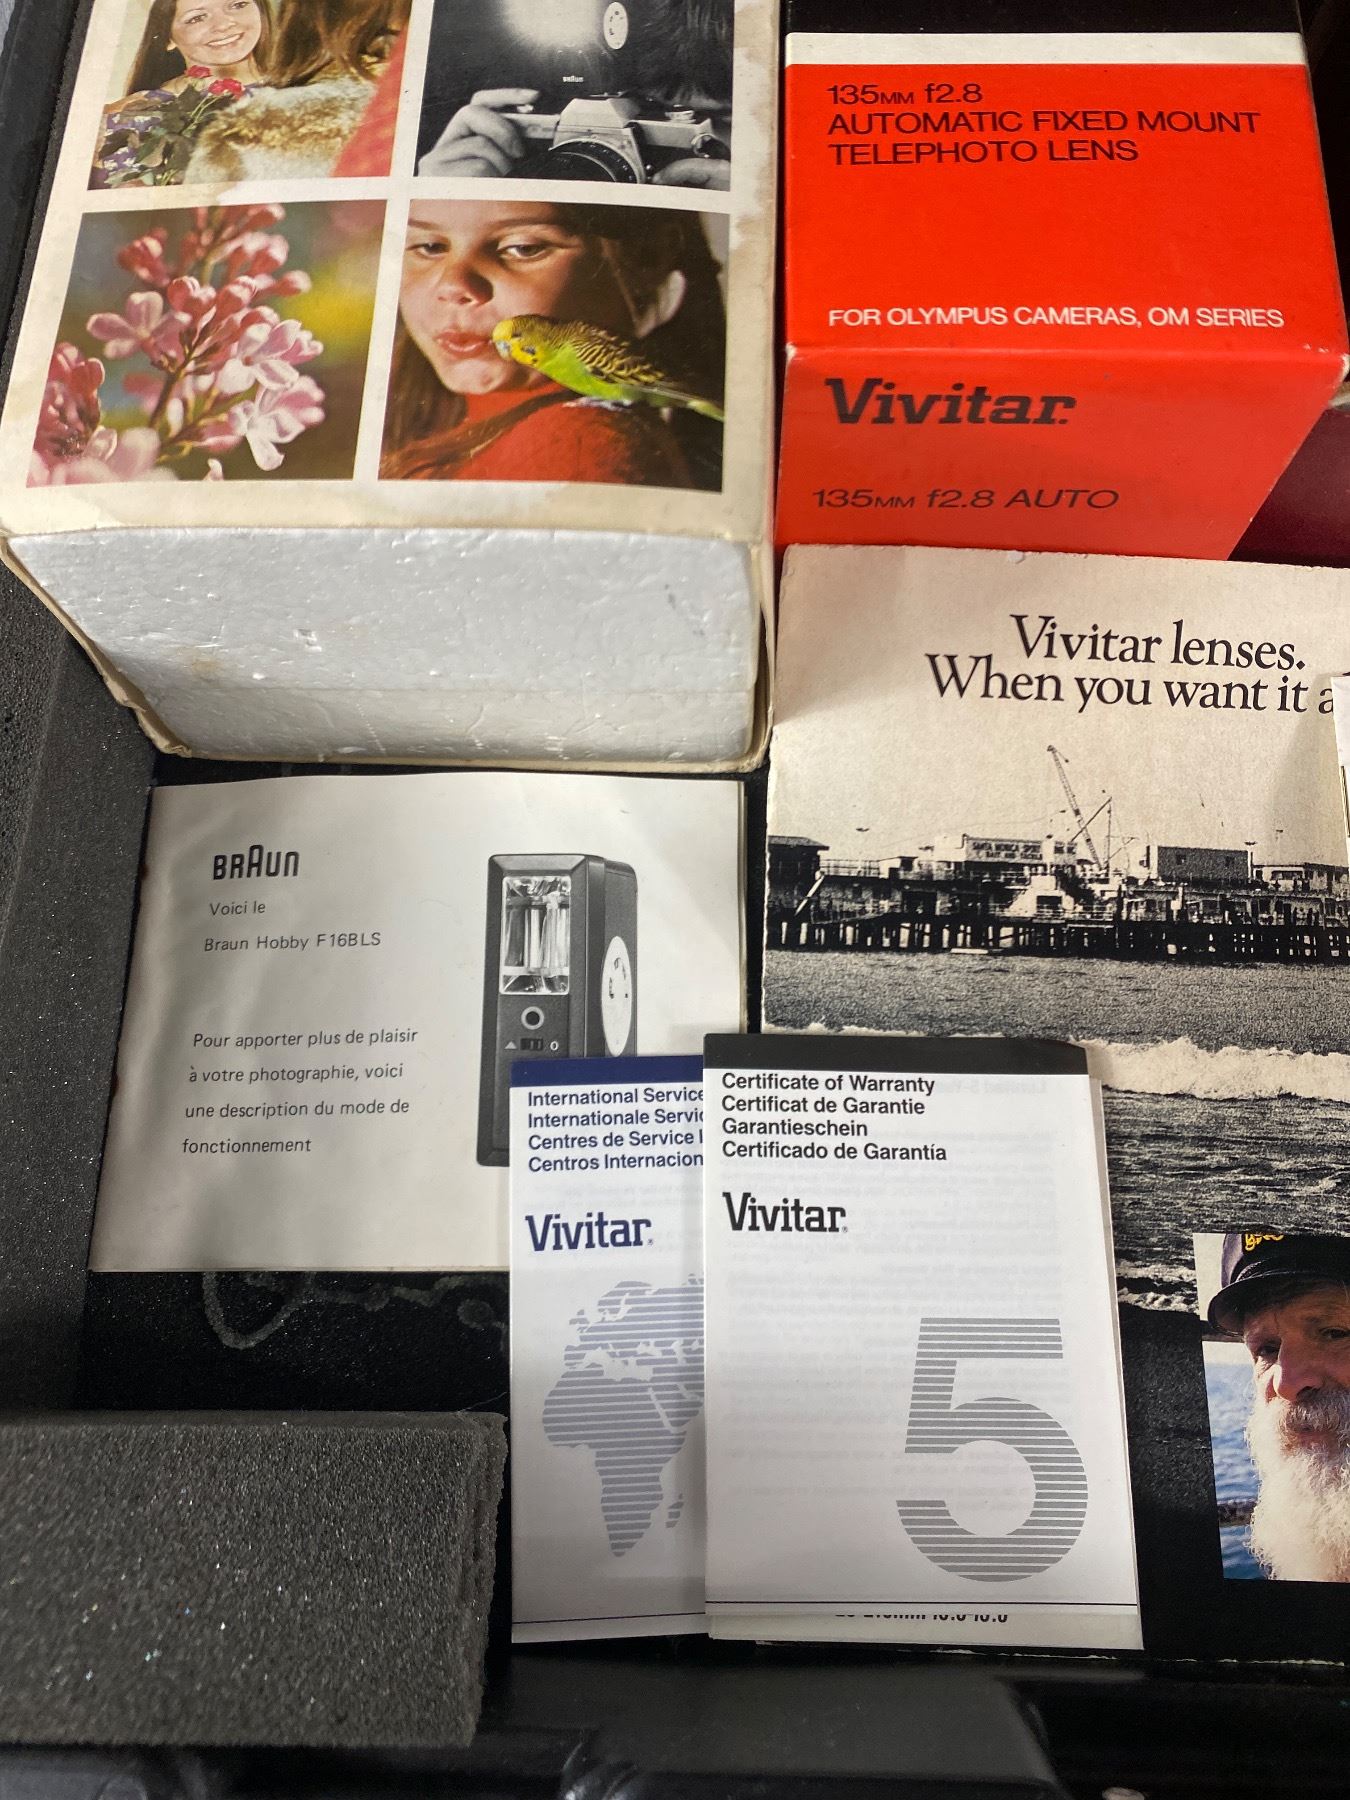 BRAUN
135MM f2.8
AUTOMATIC FIXED MOUNT
TELEPHOTO LENS
FOR OLYMPUS CAMERAS, OM SERIES
Vivitar
135MM f2.8 AUTO
Vivitar lenses.
When you want it
BRAUN
Voici le
Braun Hobby F16BLS
Pour apporter plus de plaisir
à votre photographie, voici
une description du mode de
fonctionnement
International Service
Internationale
Centres de Service
Centros
Vivitar
Certificate of Warranty
Certificat de Garantie
Garantieschein
Certificado de Garantía
Vivitar
5